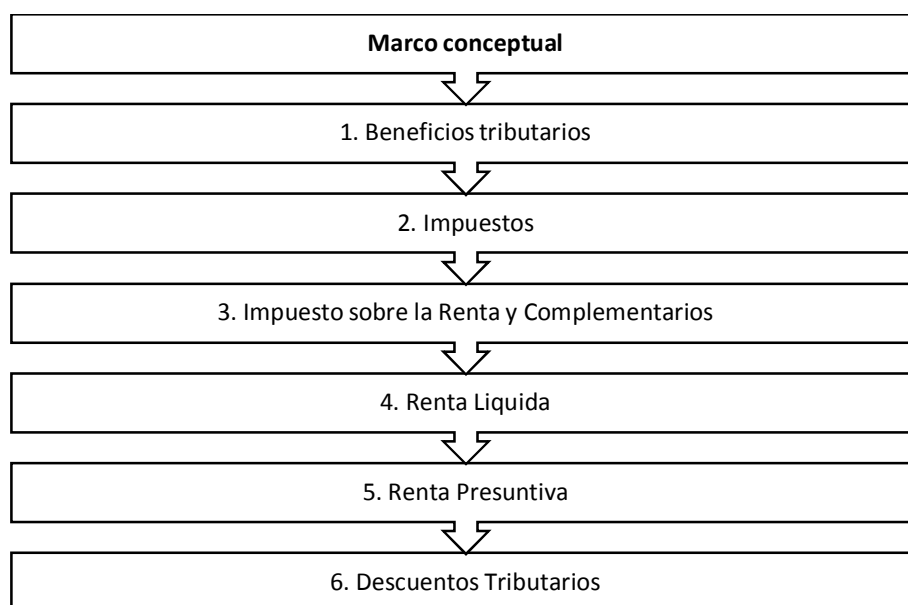 Marco conceptual
1. Beneficios tributarios
2. Impuestos
3. Impuesto sobre la Renta y Complementarios
4. Renta Liquida
5. Renta Presuntiva
6. Descuentos Tributarios